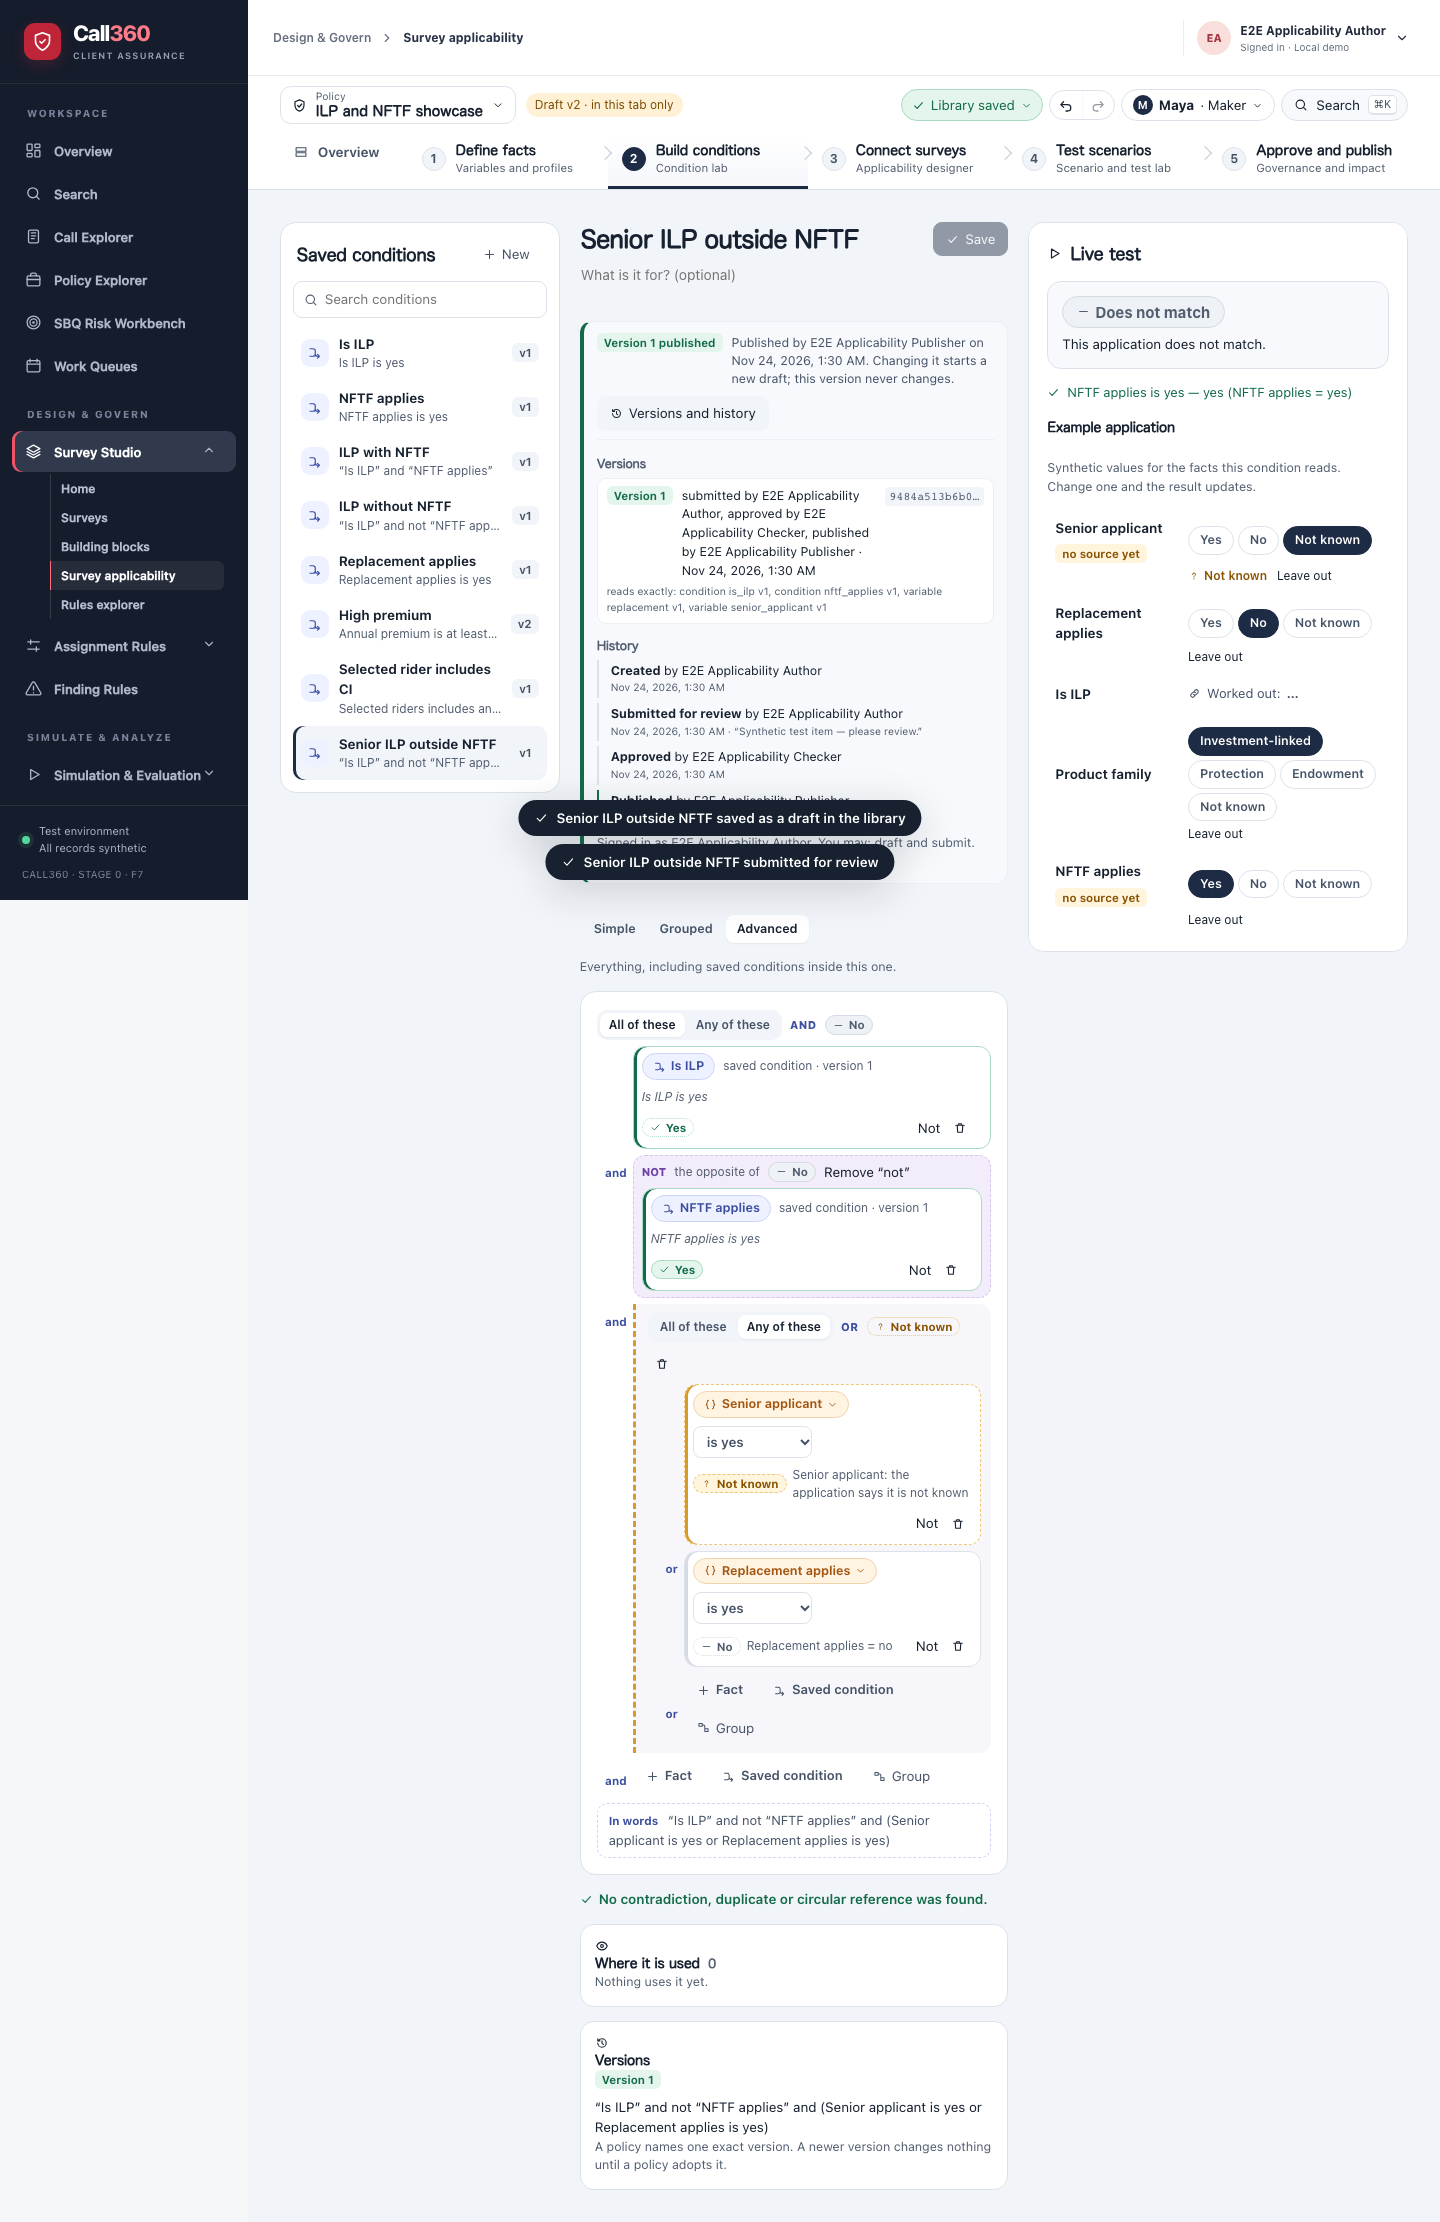 Call360
CLIENT ASSURANCE
WORKSPACE
Overview
Search
Call Explorer
Policy Explorer
SBQ Risk Workbench
Work Queues
DESIGN & GOVERN
Survey Studio
Home
Surveys
Building blocks
Survey applicability
Rules explorer
Assignment Rules
Finding Rules
SIMULATE & ANALYZE
Simulation & Evaluation
Test environment
All records synthetic
CALL360 · STAGE 0 · F7
Design & Govern > Survey applicability
EA
E2E Applicability Author
Signed in · Local demo
Policy
ILP and NFTF showcase
Draft v2 · in this tab only
Library saved
M Maya · Maker
Search ⌘K
Overview
1 Define facts
Variables and profiles
2 Build conditions
Condition lab
3 Connect surveys
Applicability designer
4 Test scenarios
Scenario and test lab
5 Approve and publish
Governance and impact
Saved conditions
New
Search conditions
Is ILP
Is ILP is yes
v1
NFTF applies
NFTF applies is yes
v1
ILP with NFTF
“Is ILP” and “NFTF applies”
v1
ILP without NFTF
“Is ILP” and not “NFTF app...
v1
Replacement applies
Replacement applies is yes
v1
High premium
Annual premium is at least...
v2
Selected rider includes
CI
Selected riders includes an...
v1
Senior ILP outside NFTF
“Is ILP” and not “NFTF app...
v1
Senior ILP outside NFTF
Save
What is it for? (optional)
Version 1 published
Published by E2E Applicability Publisher on
Nov 24, 2026, 1:30 AM. Changing it starts a
new draft; this version never changes.
Versions and history
Versions
Version 1
submitted by E2E Applicability
Author, approved by E2E
Applicability Checker, published
by E2E Applicability Publisher ·
Nov 24, 2026, 1:30 AM
9484a513b6b0…
reads exactly: condition is_ilp v1, condition nftf_applies v1, variable
replacement v1, variable senior_applicant v1
History
Created by E2E Applicability Author
Nov 24, 2026, 1:30 AM
Submitted for review by E2E Applicability Author
Nov 24, 2026, 1:30 AM · “Synthetic test item — please review.”
Approved by E2E Applicability Checker
Nov 24, 2026, 1:30 AM
Published by E2E Applicability Publisher
Senior ILP outside NFTF saved as a draft in the library
Signed in as E2E Applicability Author. You may: draft and submit.
Senior ILP outside NFTF submitted for review
Simple
Grouped
Advanced
Everything, including saved conditions inside this one.
All of these
Any of these
AND
No
Is ILP
saved condition · version 1
Is ILP is yes
Yes
Not
and
NOT the opposite of
No
Remove “not”
NFTF applies
saved condition · version 1
NFTF applies is yes
Yes
Not
and
All of these
Any of these
OR
? Not known
Senior applicant
is yes
? Not known
Senior applicant: the
application says it is not known
Not
or
Replacement applies
is yes
No
Replacement applies = no
Not
or
Fact
Saved condition
Group
and
Fact
Saved condition
Group
In words “Is ILP” and not “NFTF applies” and (Senior
applicant is yes or Replacement applies is yes)
No contradiction, duplicate or circular reference was found.
Where it is used 0
Nothing uses it yet.
Versions
Version 1
“Is ILP” and not “NFTF applies” and (Senior applicant is yes or
Replacement applies is yes)
A policy names one exact version. A newer version changes nothing
until a policy adopts it.
Live test
Does not match
This application does not match.
NFTF applies is yes — yes (NFTF applies = yes)
Example application
Synthetic values for the facts this condition reads.
Change one and the result updates.
Senior applicant
no source yet
Yes
No
Not known
? Not known Leave out
Replacement
applies
Yes
No
Not known
Leave out
Is ILP
Worked out: ...
Product family
Investment-linked
Protection
Endowment
Not known
Leave out
NFTF applies
no source yet
Yes
No
Not known
Leave out